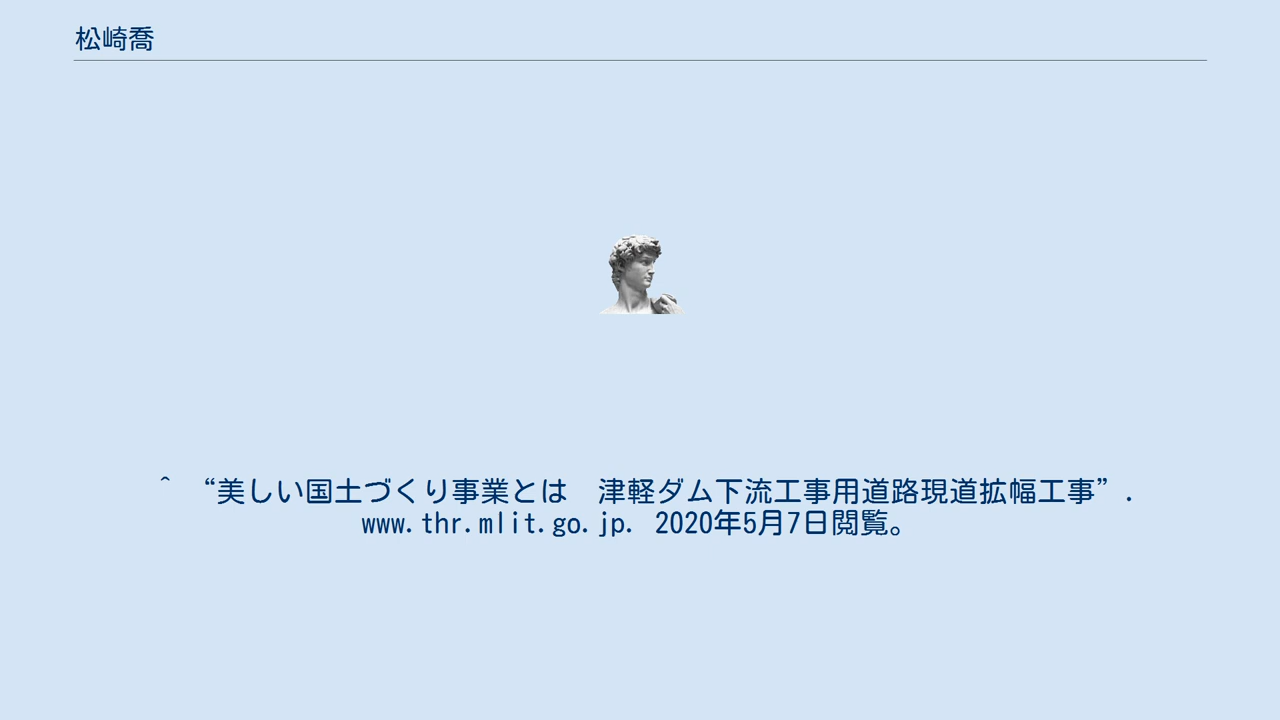 松崎喬
^ “美しい国土づくり事業とは　津軽ダム下流工事用道路現道拡幅工事”.
www.thr.mlit.go.jp. 2020年5月7日閲覧。